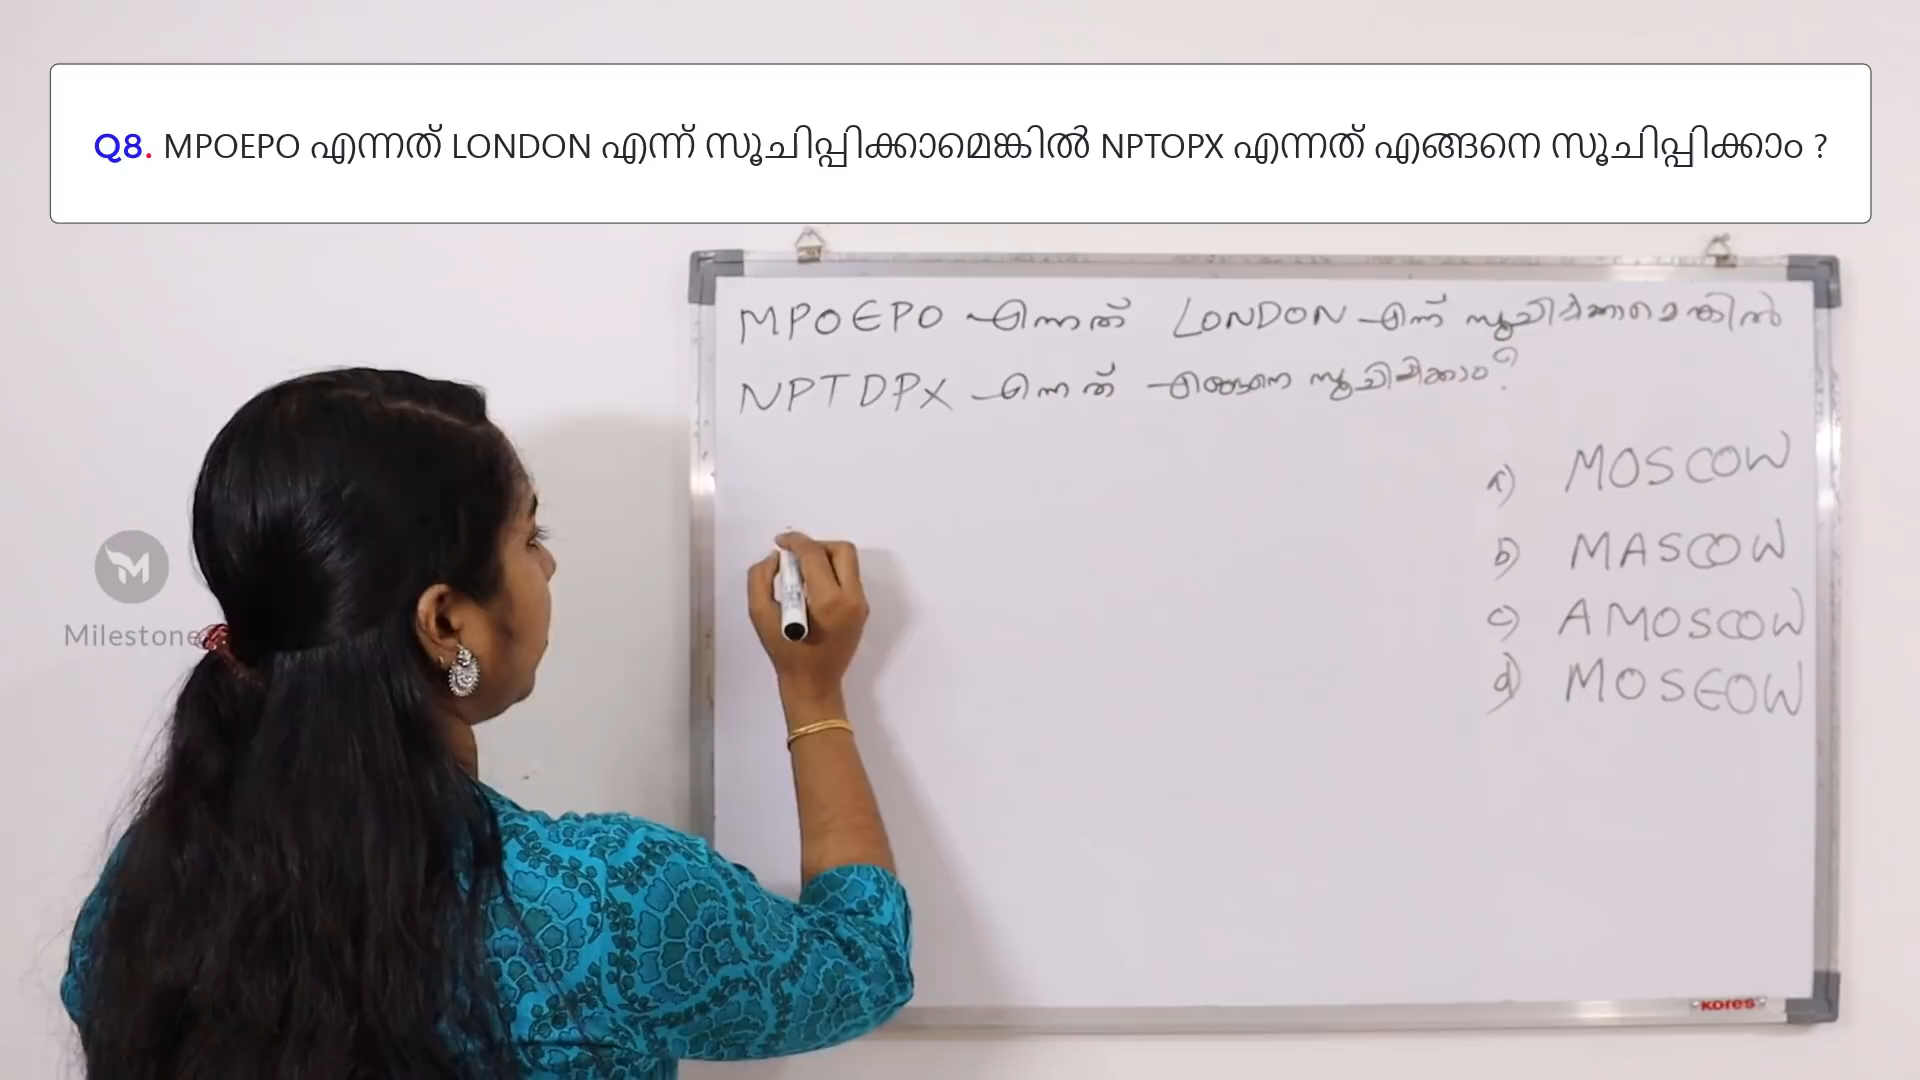 Q8. MPOEPO എന്നത് LONDON എന്ന് സൂചിപ്പിക്കാമെങ്കിൽ NPTOPX എന്നത് എങ്ങനെ സൂചിപ്പിക്കാം ?
MPOEPO എന്നത് LONDON എന്ന് സൂചിപ്പിക്കാമെങ്കിൽ
NPTDPX എന്നത് എങ്ങനെ സൂചിപ്പിക്കാം?
a) MOSCOW
b) MASCOW
c) AMOSCOW
d) MOSEOW
Milestone
kores